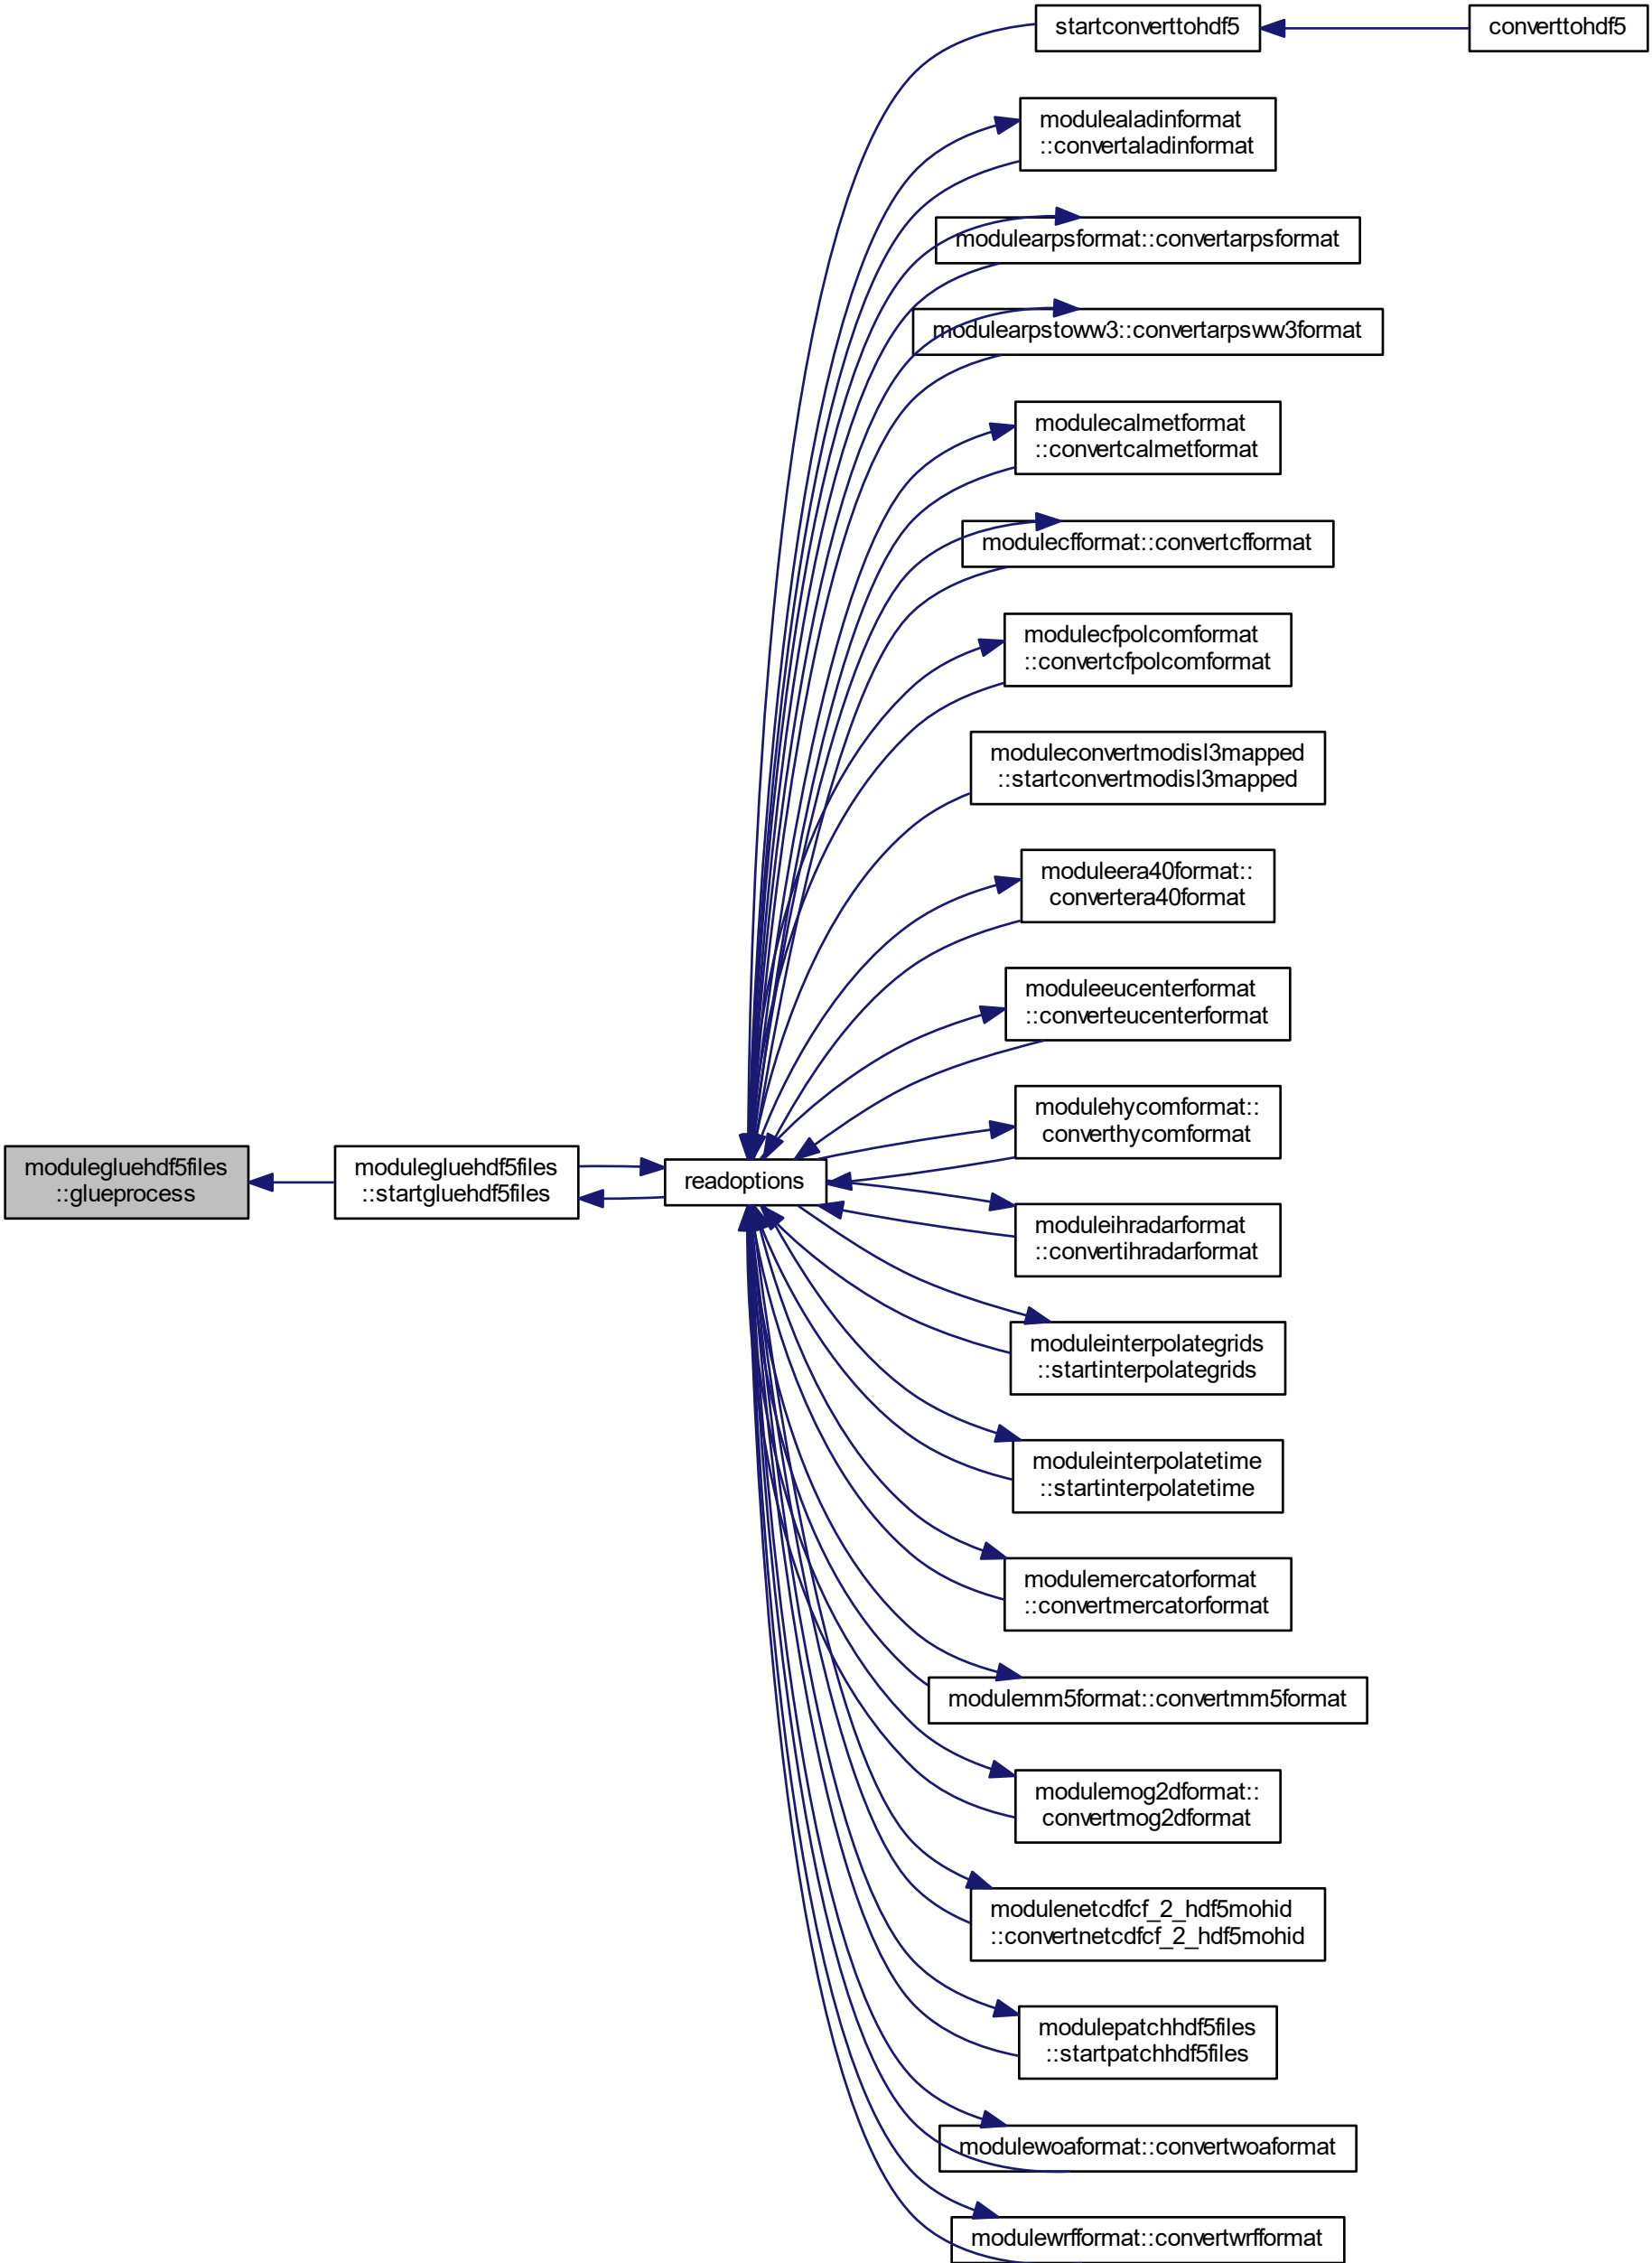 startconverttohdf5
converttohdf5
modulealadinformat
::convertaladinformat
modulearpsformat::convertarpsformat
modulearpstoww3::convertarpsww3format
modulecalmetformat
::convertcalmetformat
modulecfformat::convertcfformat
modulecfpolcomformat
::convertcfpolcomformat
moduleconvertmodisl3mapped
::startconvertmodisl3mapped
moduleera40format::
convertera40format
moduleeucenterformat
::converteucenterformat
modulehycomformat::
converthycomformat
modulegluehdf5files
::glueprocess
modulegluehdf5files
::startgluehdf5files
readoptions
moduleihradarformat
::convertihradarformat
moduleinterpolategrids
::startinterpolategrids
moduleinterpolatetime
::startinterpolatetime
modulemercatorformat
::convertmercatorformat
modulemm5format::convertmm5format
modulemog2dformat::
convertmog2dformat
modulenetcdfcf_2_hdf5mohid
::convertnetcdfcf_2_hdf5mohid
modulepatchhdf5files
::startpatchhdf5files
modulewoaformat::convertwoaformat
modulewrfformat::convertwrfformat